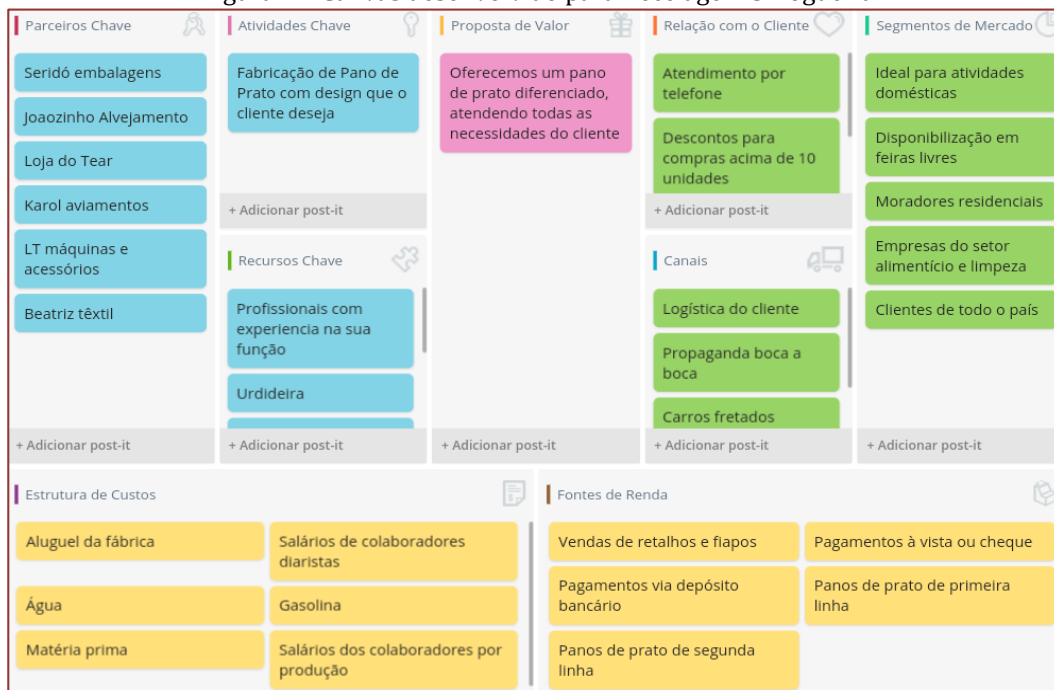 Parceiros Chave
Seridó embalagens
Joaozinho Alvejamento
Loja do Tear
Karol aviamentos
LT máquinas e
acessórios
Beatriz têxtil
+ Adicionar post-it
Atividades Chave
Fabricação de Pano de
Prato com design que o
cliente deseja
+ Adicionar post-it
Recursos Chave
Profissionais com
experiencia na sua
função
Urdideira
+ Adicionar post-it
Proposta de Valor
Oferecemos um pano
de prato diferenciado,
atendendo todas as
necessidades do cliente
+ Adicionar post-it
Relação com o Cliente
Atendimento por
telefone
Descontos para
compras acima de 10
unidades
+ Adicionar post-it
Canais
Logística do cliente
Propaganda boca a
boca
Carros fretados
+ Adicionar post-it
Segmentos de Mercado
Ideal para atividades
domésticas
Disponibilização em
feiras livres
Moradores residenciais
Empresas do setor
alimentício e limpeza
Clientes de todo o país
+ Adicionar post-it
Estrutura de Custos
Aluguel da fábrica
Salários de colaboradores
diaristas
Água
Gasolina
Matéria prima
Salários dos colaboradores por
produção
Fontes de Renda
Vendas de retalhos e fiapos
Pagamentos à vista ou cheque
Pagamentos via depósito
bancário
Panos de prato de primeira
linha
Panos de prato de segunda
linha